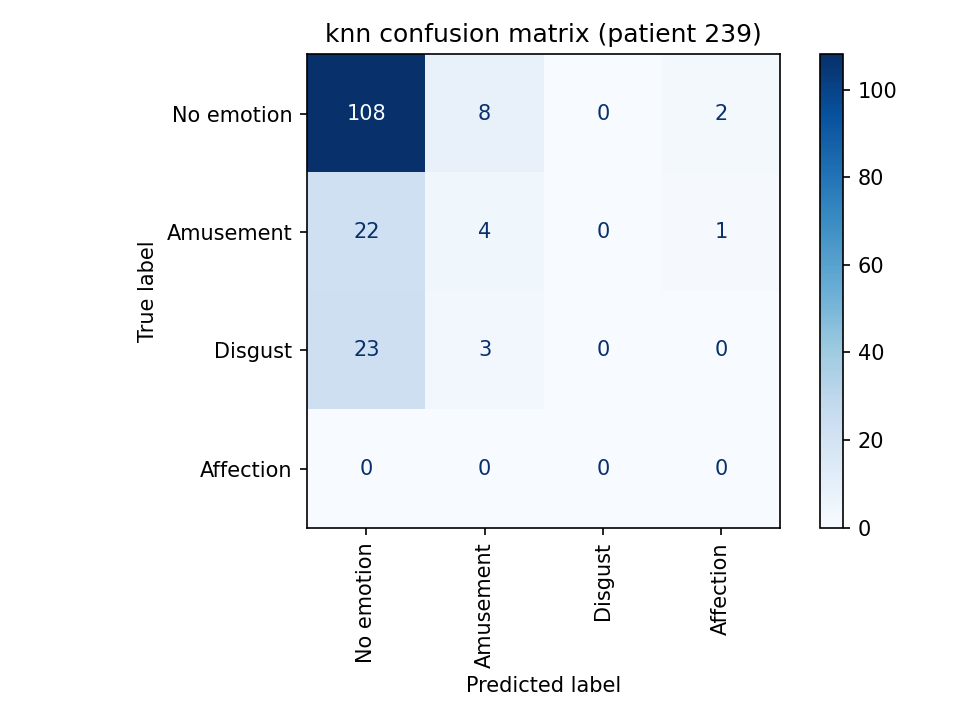 knn confusion matrix (patient 239)
No emotion 108 8 0 2
Amusement 22 4 0 1
Disgust 23 3 0 0
Affection 0 0 0 0
True label
No emotion Amusement Disgust Affection
Predicted label
100
80
60
40
20
0